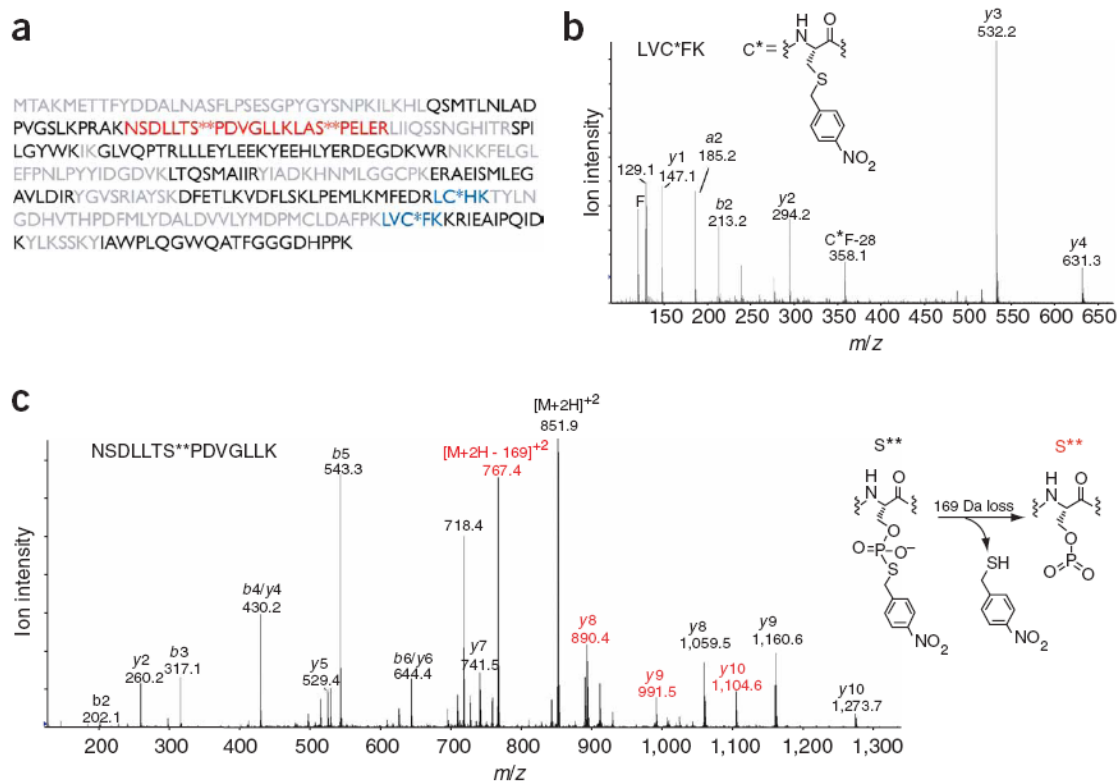 a
MTAKMETTFYDDALNASFLPSESGPYGYSNPKILKHLQSMTLNLAD
PVGSLKPRAKNSDLLTS**PDVGLLKLAS**PELERLIIQSSNGHITRSPI
LGYWKIKGLVQPTRLLLEYLEEKYEEHLYERDEGDKWRNKKFELGL
EFPNLPYYIDGDVKLTQSMAIIRYIADKHNMLGGCPKERAEISMLEG
AVLDIRYGVSRIAYSKDFETLKVDFLSKLPEMLKMFEDRLC*HKTYLN
GDHVTHPDFMLYDALDVVLYMDPMCLDAFPKLVC*FKKRIEAIPQID
KYLKSSKYIAWPLQGWQATFGGGDHPPK
b
LVC*FK
C*=
H
N
O
S
NO2
y3
532.2
129.1
y1
147.1
a2
185.2
F
b2
213.2
y2
294.2
C*F-28
358.1
y4
631.3
Ion intensity
150 200 250 300 350 400 450 500 550 600 650
m/z
c
NSDLLTS**PDVGLLK
[M+2H]+2
851.9
[M+2H - 169]+2
767.4
b5
543.3
718.4
b4/y4
430.2
b2
202.1
y2
260.2
b3
317.1
y5
529.4
b6/y6
644.4
y7
741.5
y8
890.4
y9
991.5
y8
1,059.5
y10
1,104.6
y9
1,160.6
y10
1,273.7
Ion intensity
200 300 400 500 600 700 800 900 1,000 1,100 1,200 1,300
m/z
S**
H
N
O
O
O=P-O−
S
NO2
169 Da loss
SH
NO2
S**
H
N
O
O
P
O O